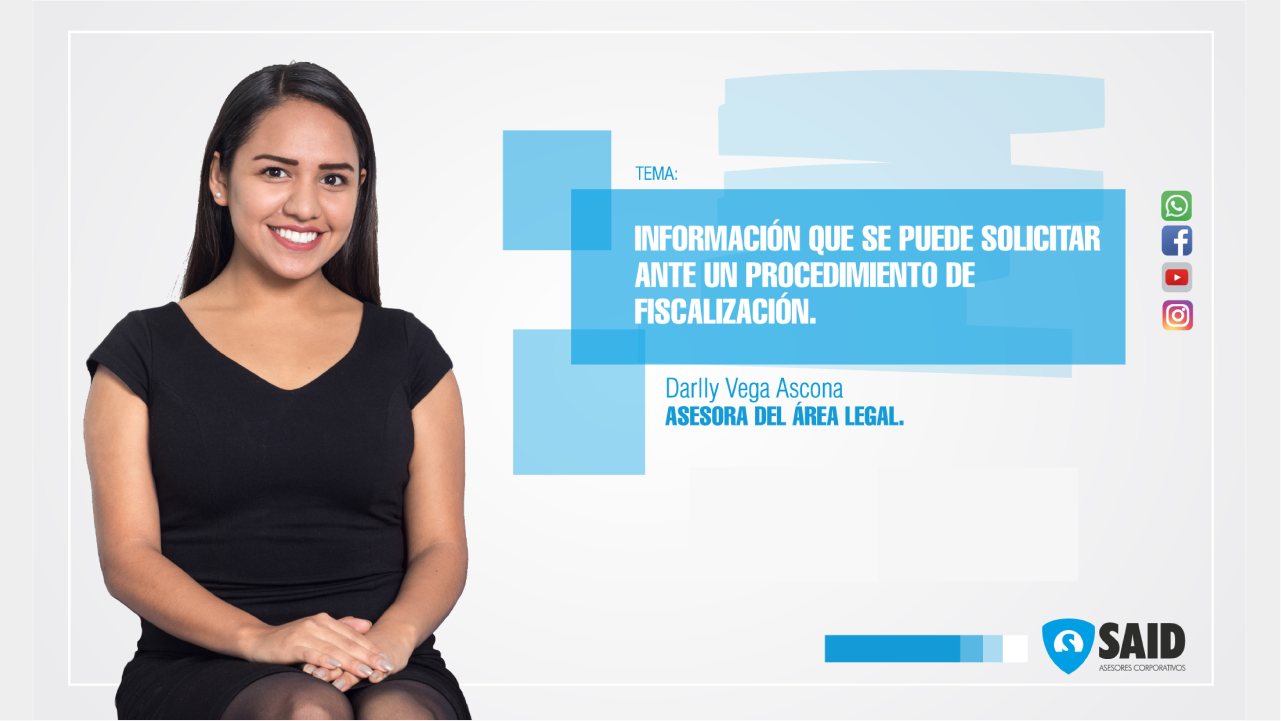 TEMA:
INFORMACIÓN QUE SE PUEDE SOLICITAR
ANTE UN PROCEDIMIENTO DE
FISCALIZACIÓN.
Darlly Vega Ascona
ASESORA DEL ÁREA LEGAL.
SAID
ASESORES CORPORATIVOS